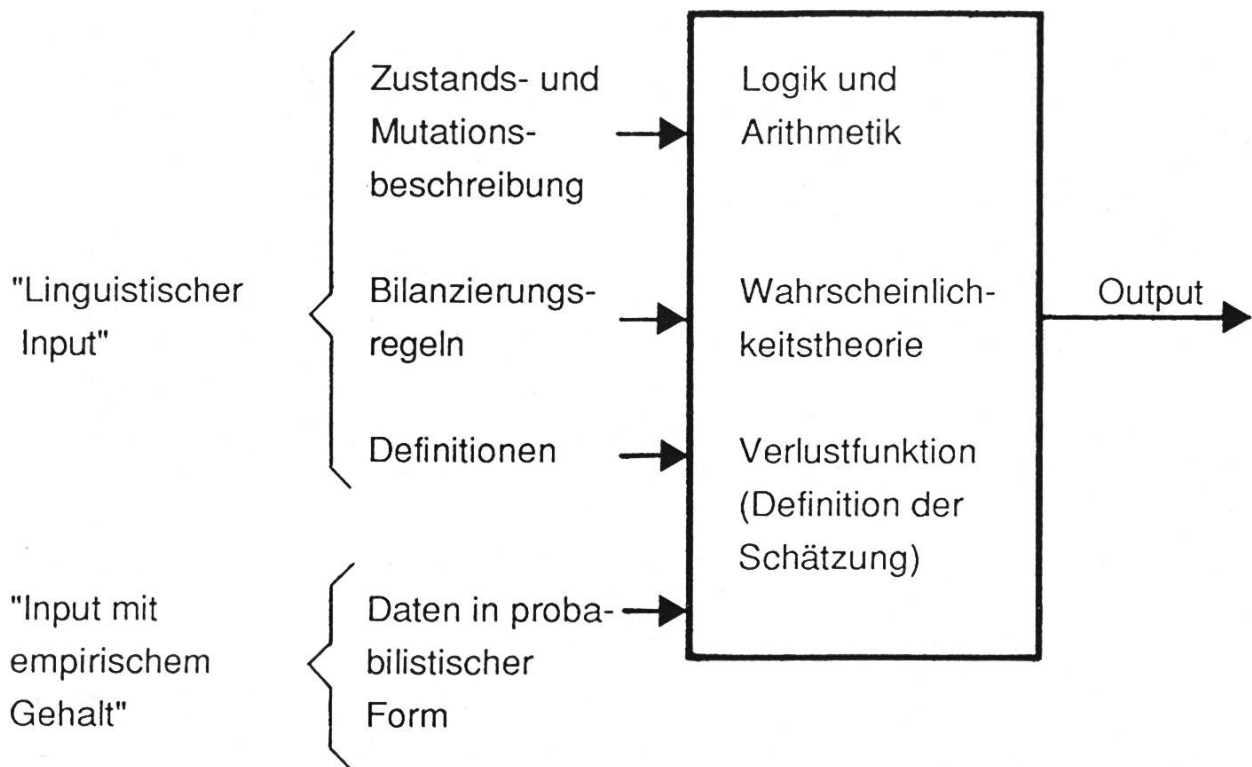 "Linguistischer
Input"
Zustands- und
Mutations-
beschreibung
Bilanzierungs-
regeln
Definitionen
"Input mit
empirischem
Gehalt"
Daten in proba-
bilistischer
Form
Logik und
Arithmetik
Wahrscheinlich-
keitstheorie
Verlustfunktion
(Definition der
Schätzung)
Output